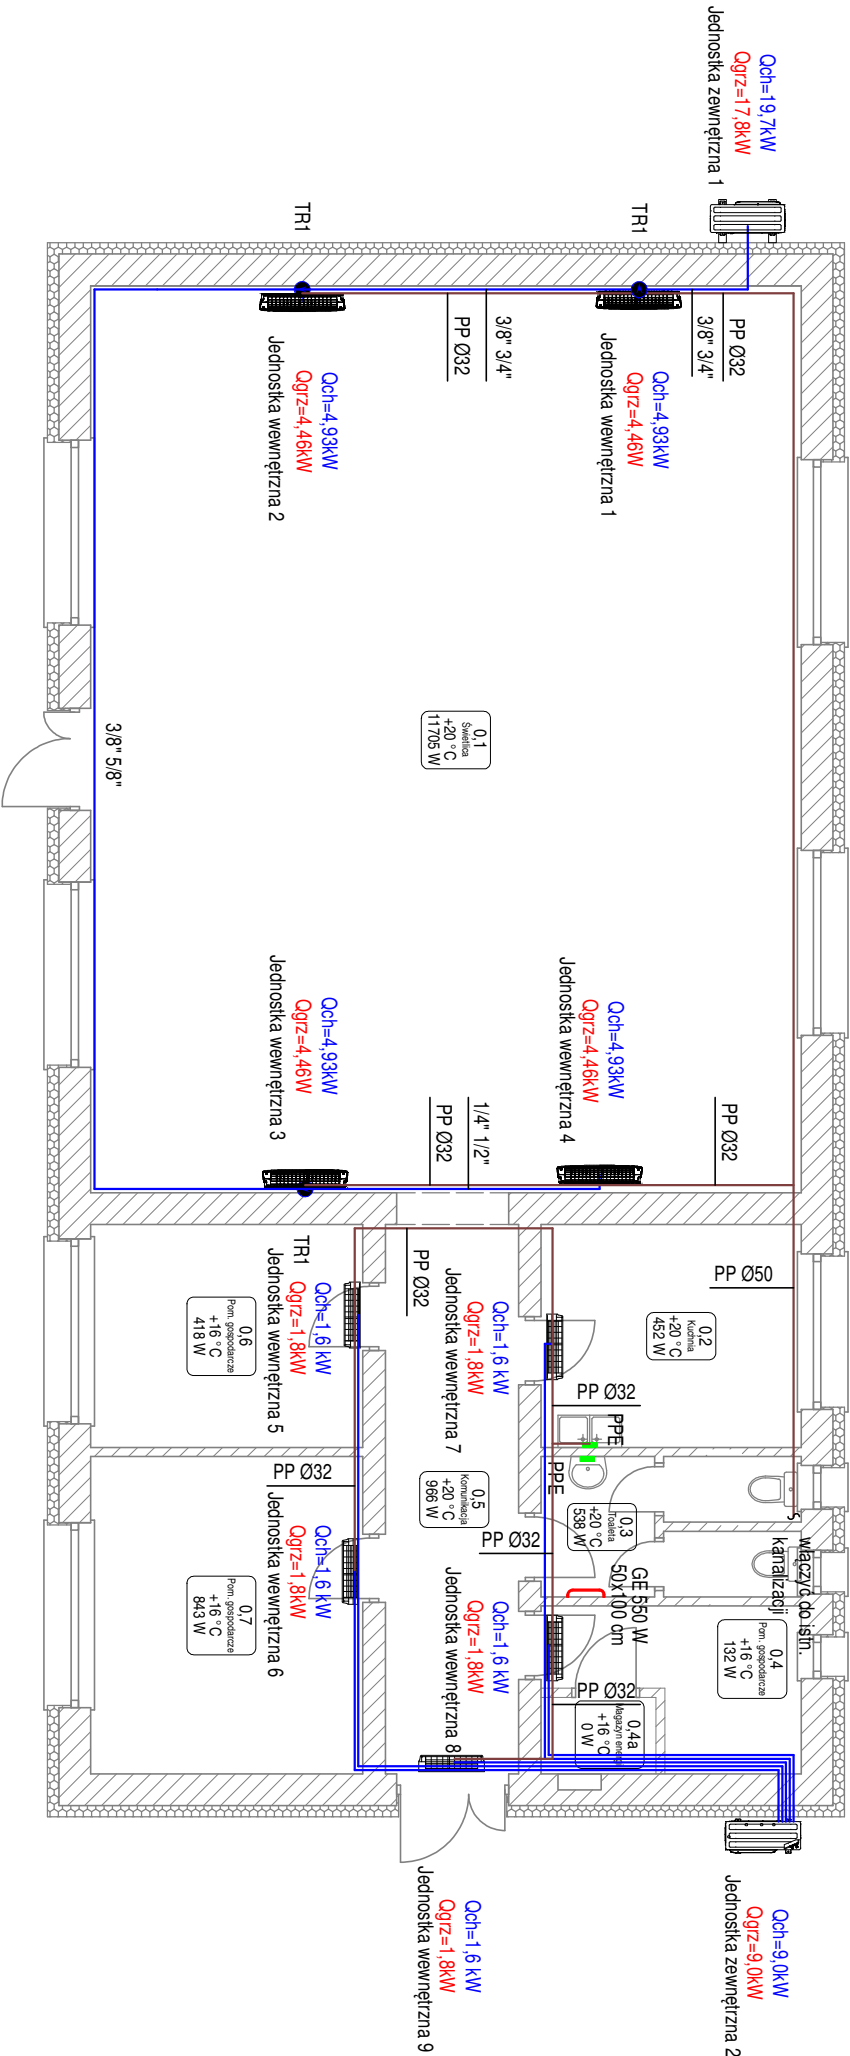 Qch=19,7kW
Qgrz=17,8kW
Jednostka zewnętrzna 1
TR1
TR1
PP Ø32
3/8" 3/4"
3/8" 3/4"
PP Ø32
Qch=4,93kW
Qgrz=4,46W
Jednostka wewnętrzna 1
Qch=4,93kW
Qgrz=4,46kW
Jednostka wewnętrzna 2
0,1
Świetlica
+20 °C
11705 W
3/8" 5/8"
Qch=4,93kW
Qgrz=4,46kW
Jednostka wewnętrzna 4
Qch=4,93kW
Qgrz=4,46W
Jednostka wewnętrzna 3
PP Ø32
1/4" 1/2"
PP Ø32
TR1
PP Ø50
PP Ø32
0,2
Kuchnia
+20 °C
452 W
Qch=1,6 kW
Qgrz=1,8kW
Jednostka wewnętrzna 7
Qch=1,6 kW
Qgrz=1,8kW
Jednostka wewnętrzna 5
0,6
Pom. gospodarcze
+16 °C
418 W
PP Ø32
PPE
PPE
PP Ø32
0,5
Komunikacja
+20 °C
966 W
0,3
Toaleta
+20 °C
538 W
PP Ø32
włączyć do istn.
kanalizacji
GE 550 W
50x100 cm
Qch=1,6 kW
Qgrz=1,8kW
Jednostka wewnętrzna 6
Qch=1,6 kW
Qgrz=1,8kW
Jednostka wewnętrzna 8
0,7
Pom. gospodarcze
+16 °C
843 W
0,4
Pom. gospodarcze
+16 °C
132 W
PP Ø32
0,4a
Magazyn energii
+16 °C
0 W
Qch=9,0kW
Qgrz=9,0kW
Jednostka zewnętrzna 2
Qch=1,6 kW
Qgrz=1,8kW
Jednostka wewnętrzna 9